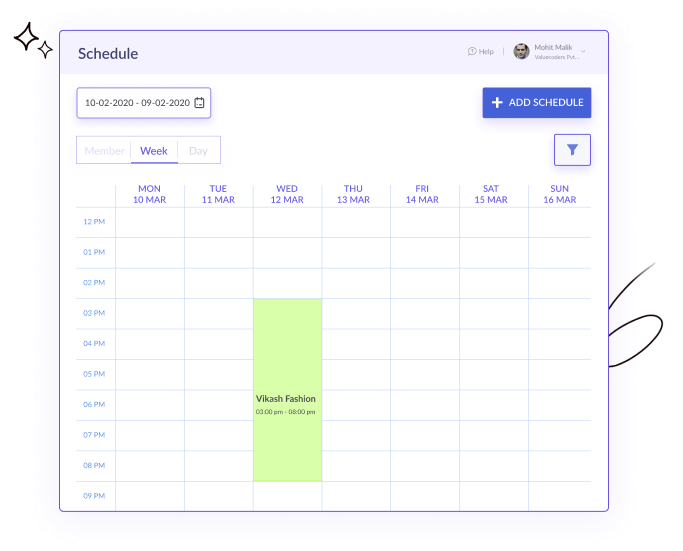 Schedule
Help
Mohit Malik
Valuecoders Pvt...
10-02-2020 - 09-02-2020
ADD SCHEDULE
Member Week Day
MON TUE WED THU FRI SAT SUN
10 MAR 11 MAR 12 MAR 13 MAR 14 MAR 15 MAR 16 MAR
12 PM
01 PM
02 PM
03 PM
04 PM
05 PM
Vikash Fashion
06 PM
03:00 pm - 08:00 pm
07 PM
08 PM
09 PM